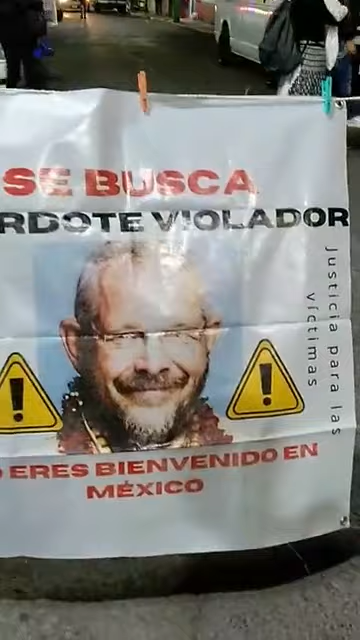 SE BUSCA
RDOTE VIOLADOR
Justicia para las
víctimas
O ERES BIENVENIDO EN
MÉXICO